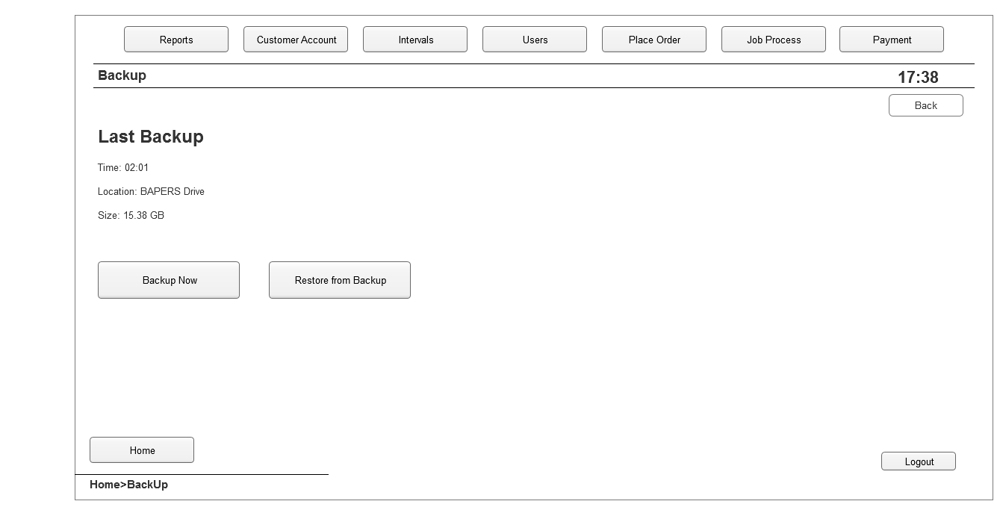 Reports Customer Account Intervals Users Place Order Job Process Payment
Backup 17:38
Back
Last Backup
Time: 02:01
Location: BAPERS Drive
Size: 15.38 GB
Backup Now Restore from Backup
Home
Logout
Home>BackUp